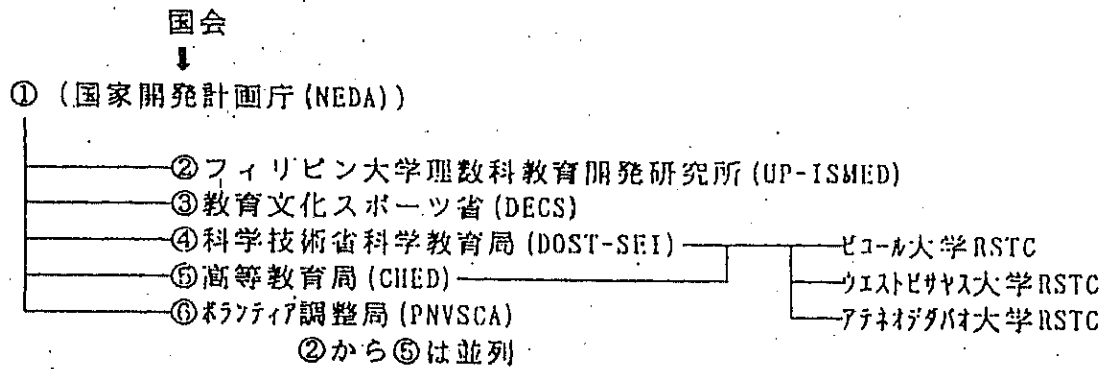 国会
⬇
① (国家開発計画庁(NEDA))
②フィリピン大学理数科教育開発研究所(UP-ISMED)
③教育文化スポーツ省(DECS)
④科学技術省科学教育局(DOST-SEI)
ビコール大学RSTC
⑤高等教育局(CHED)
ウエストビサヤス大学RSTC
⑥ボランティア調整局(PNVSCA)
アテネオデダバオ大学RSTC
②から⑤は並列